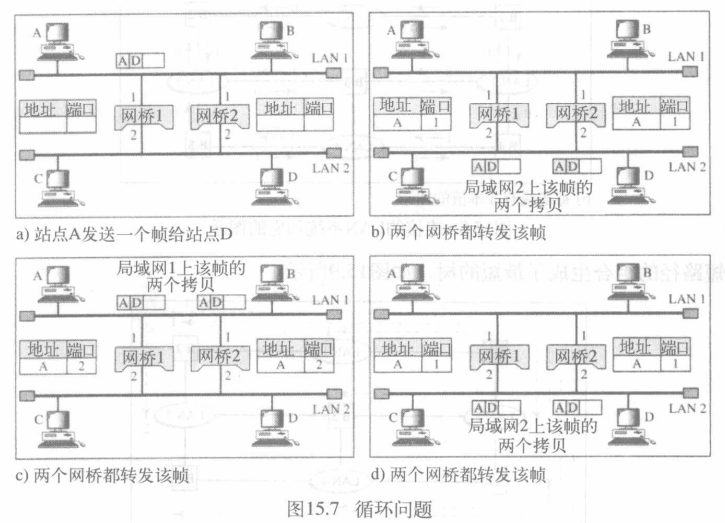 A
B
A D
LAN 1
1
1
地址 端口
网桥1
网桥2
地址 端口
2
2
LAN 2
C
D
a) 站点A发送一个帧给站点D
A
B
LAN 1
1
1
地址 端口
A 1
网桥1
网桥2
地址 端口
A 1
2
2
A D
A D
LAN 2
C
D
局域网2上该帧的
两个拷贝
b) 两个网桥都转发该帧
局域网1上该帧的
两个拷贝
A
B
A D
A D
LAN 1
1
1
地址 端口
A 2
网桥1
网桥2
地址 端口
A 2
2
2
LAN 2
C
D
c) 两个网桥都转发该帧
A
B
LAN 1
1
1
地址 端口
A 1
网桥1
网桥2
地址 端口
A 1
2
2
A D
A D
LAN 2
C
D
局域网2上该帧的
两个拷贝
d) 两个网桥都转发该帧
图15.7 循环问题